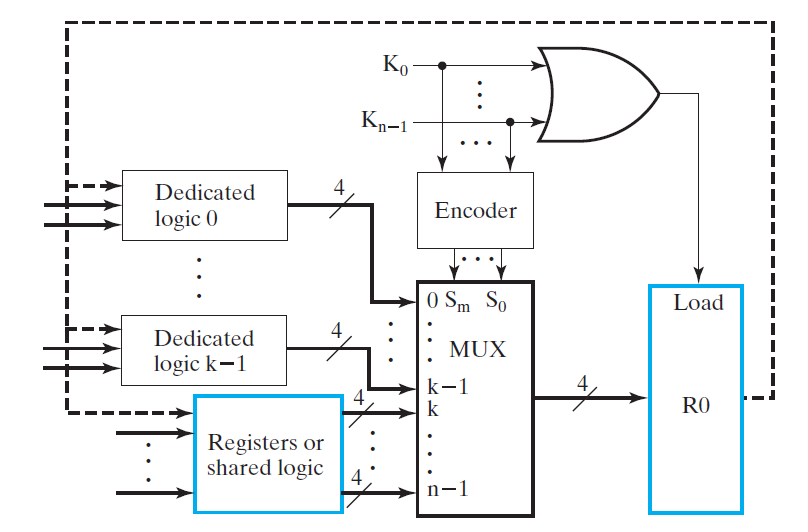 K0
Kn−1
Dedicated
logic 0
4
Encoder
0 Sm S0
Load
MUX
Dedicated
logic k−1
4
k−1
k
4
4
R0
Registers or
shared logic
4
n−1